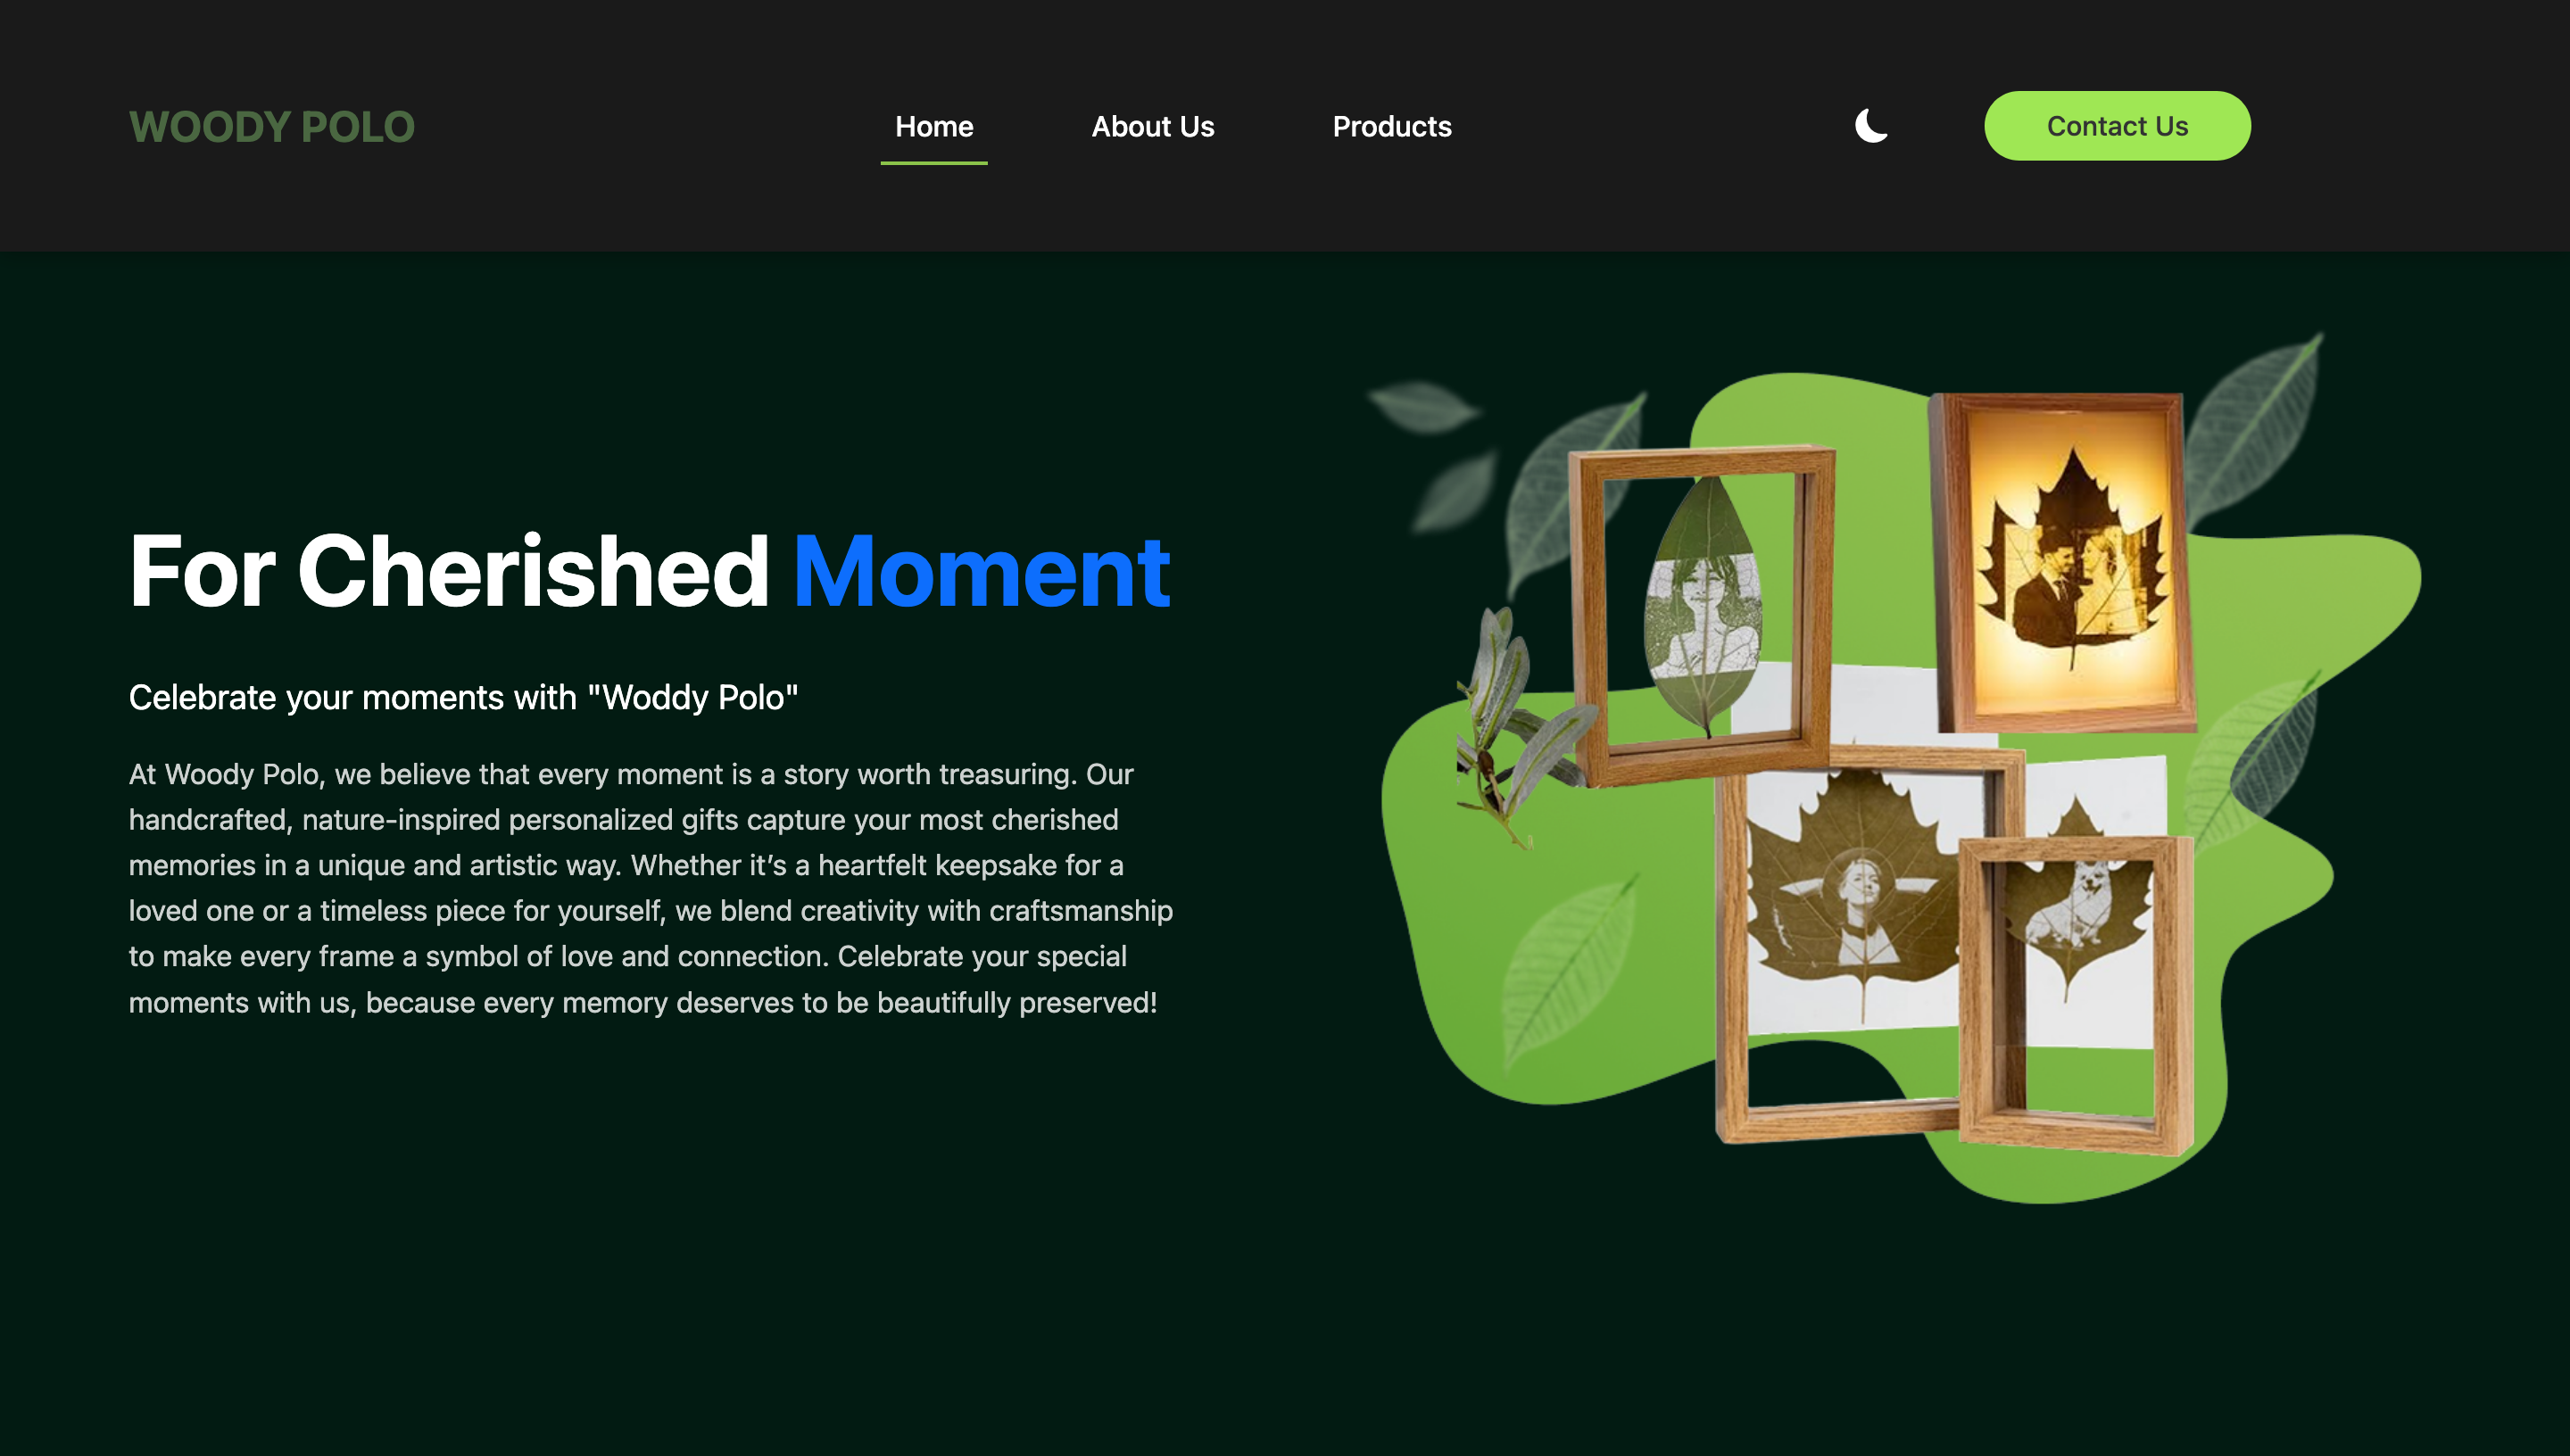 WOODY POLO
Home
About Us
Products
Contact Us
For Cherished Moment
Celebrate your moments with "Woddy Polo"
At Woody Polo, we believe that every moment is a story worth treasuring. Our
handcrafted, nature-inspired personalized gifts capture your most cherished
memories in a unique and artistic way. Whether it’s a heartfelt keepsake for a
loved one or a timeless piece for yourself, we blend creativity with craftsmanship
to make every frame a symbol of love and connection. Celebrate your special
moments with us, because every memory deserves to be beautifully preserved!